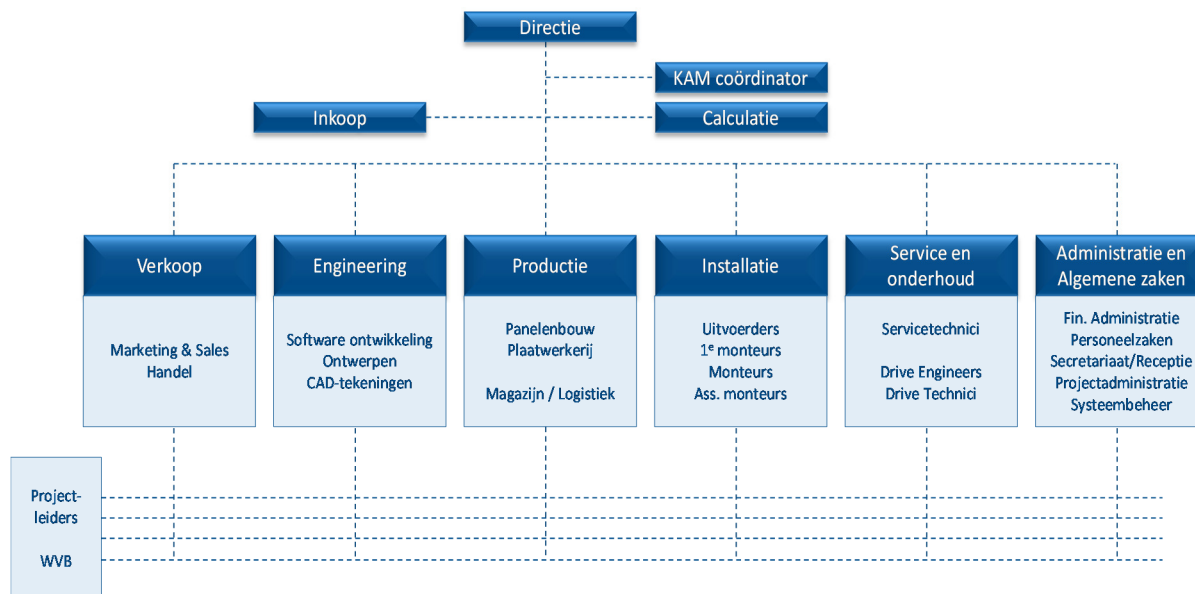 Directie
KAM coördinator
Inkoop
Calculatie
Verkoop
Marketing & Sales
Handel
Engineering
Software ontwikkeling
Ontwerpen
CAD-tekeningen
Productie
Panelenbouw
Plaatwerkerij
Magazijn / Logistiek
Installatie
Uitvoerders
1e monteurs
Monteurs
Ass. monteurs
Service en
onderhoud
Servicetechnici
Drive Engineers
Drive Technici
Administratie en
Algemene zaken
Fin. Administratie
Personeelzaken
Secretariaat/Receptie
Projectadministratie
Systeembeheer
Project-
leiders
WVB